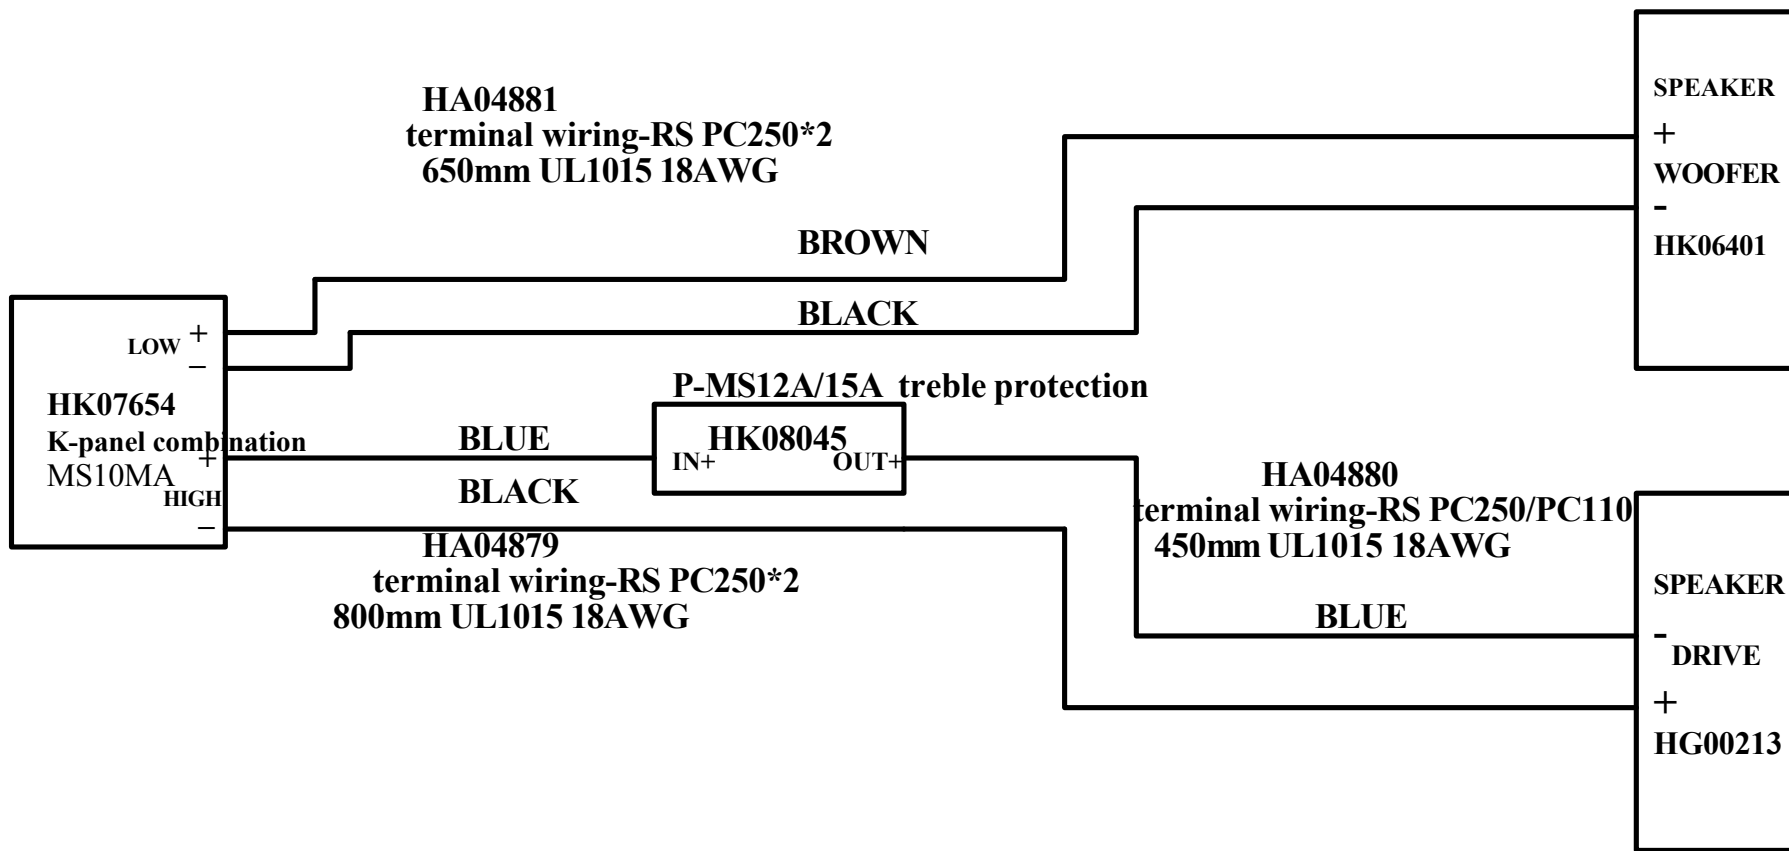 SPEAKER
+
WOOFER
-
HK06401
HA04881
terminal wiring-RS PC250*2
650mm UL1015 18AWG
BROWN
BLACK
LOW +
−
HK07654
K-panel combination
MS10MA
+
HIGH
−
P-MS12A/15A treble protection
BLUE
HK08045
IN+ OUT+
BLACK
HA04879
terminal wiring-RS PC250*2
800mm UL1015 18AWG
HA04880
terminal wiring-RS PC250/PC110
450mm UL1015 18AWG
BLUE
SPEAKER
-
DRIVE
+
HG00213